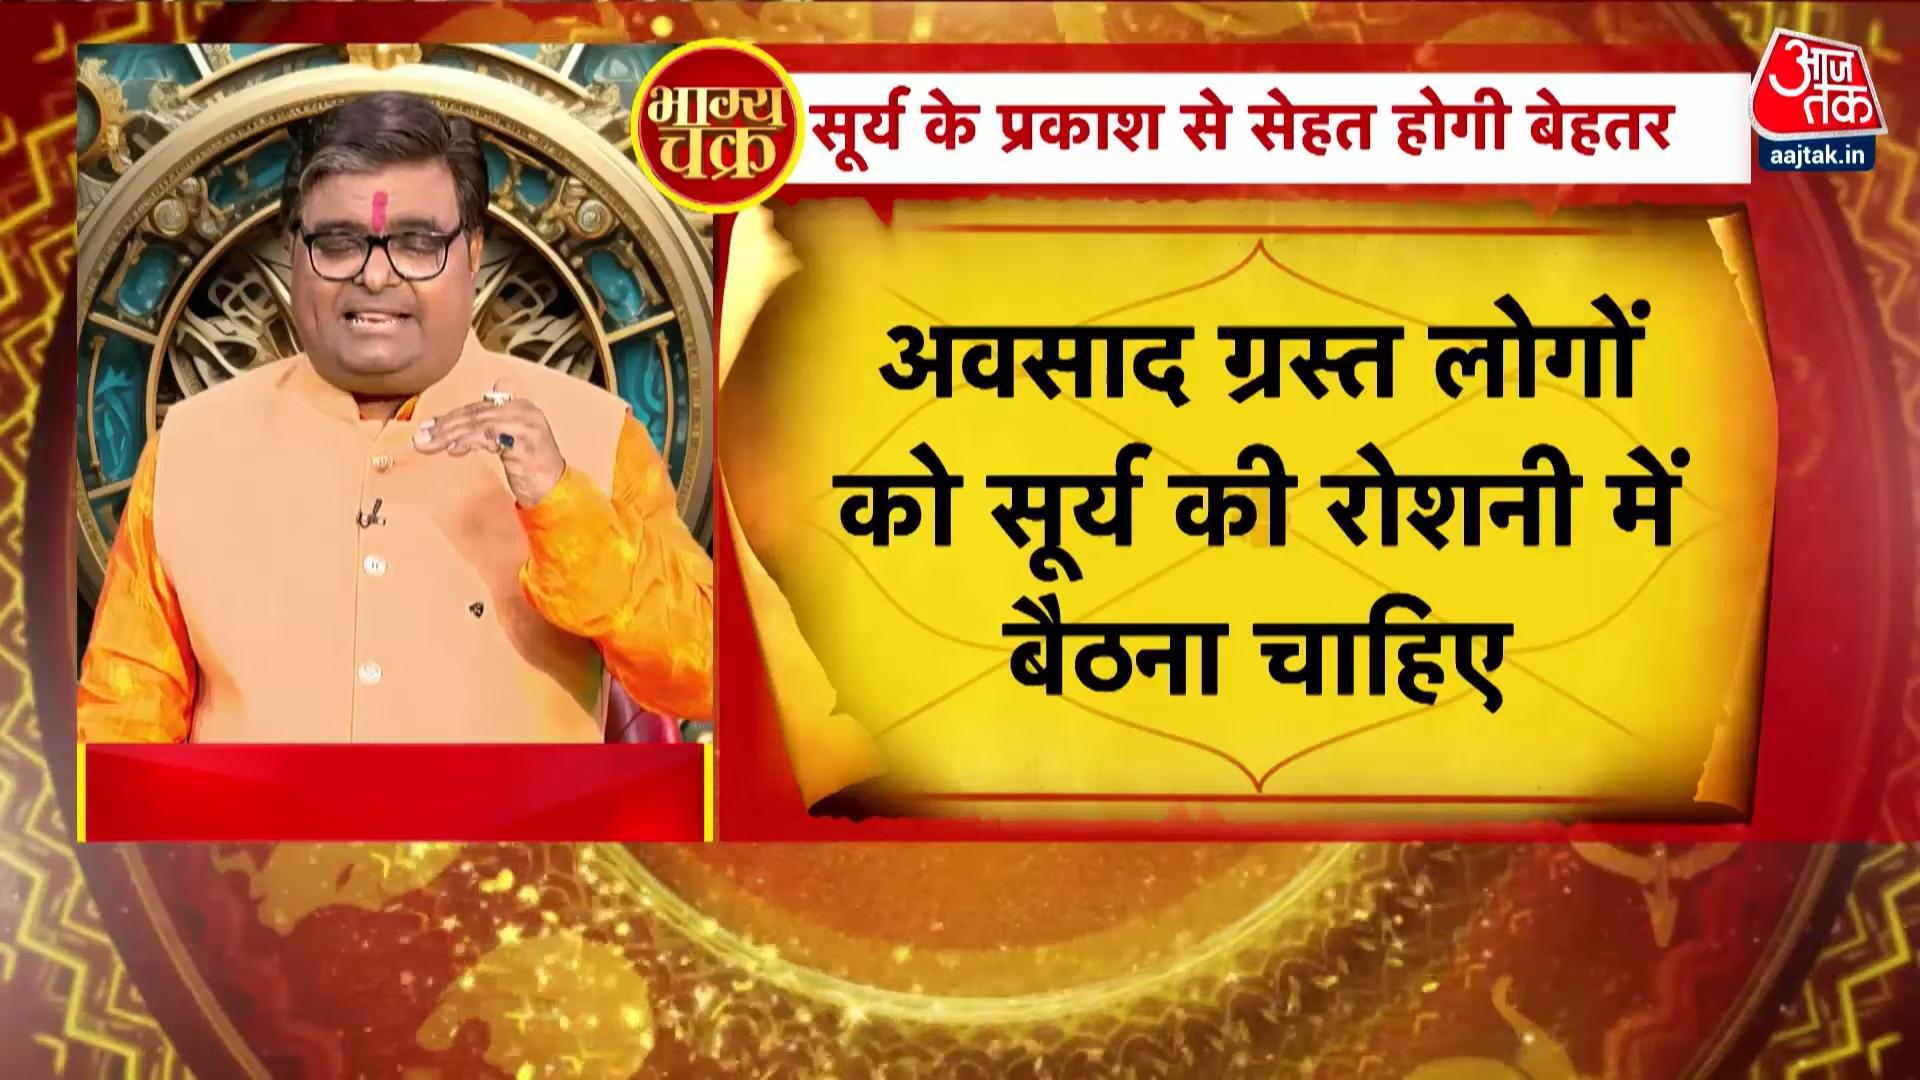 भाग्य
चक्र
सूर्य के प्रकाश से सेहत होगी बेहतर
आज
तक
aajtak.in
अवसाद ग्रस्त लोगों
को सूर्य की रोशनी में
बैठना चाहिए